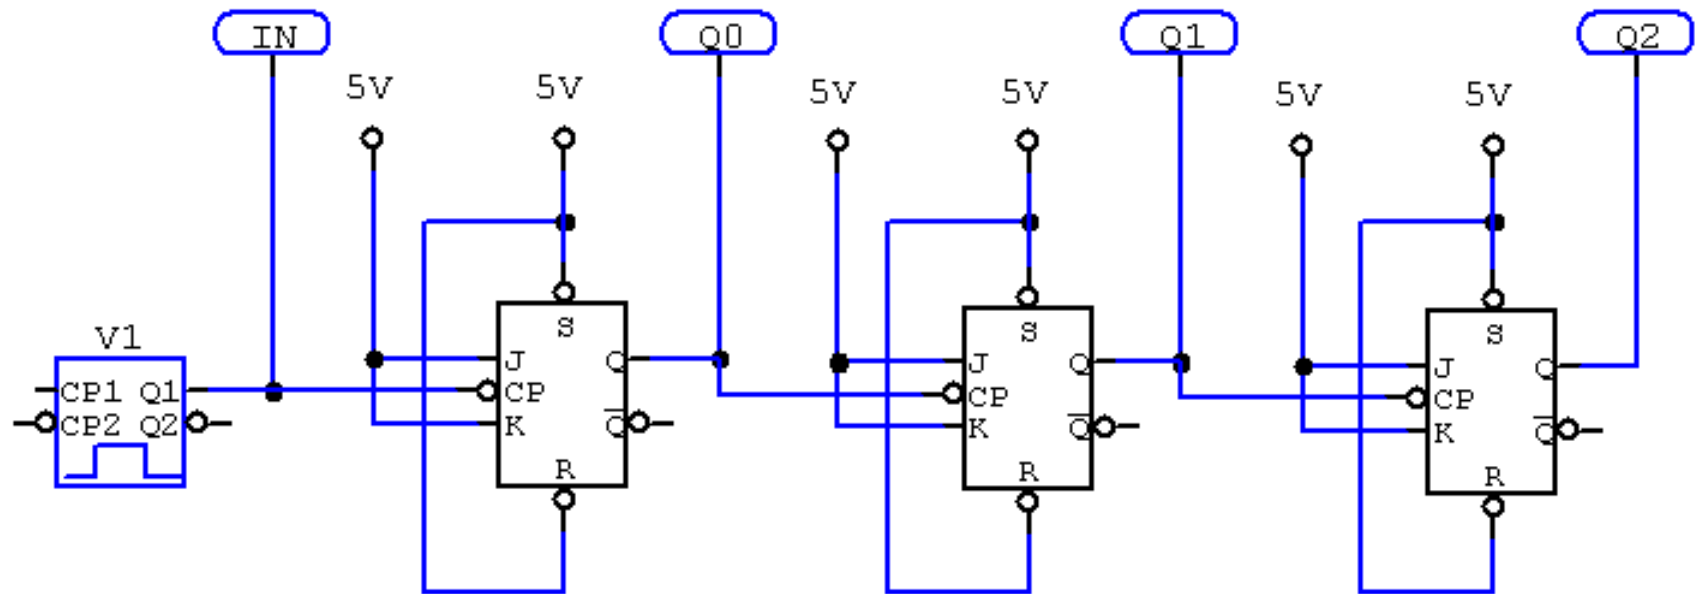 IN
Q0
Q1
Q2
5V
5V
5V
5V
5V
5V
V1
CP1 Q1
CP2 Q2
S
J
Q
CP
K
Q̅
R
S
J
Q
CP
K
Q̅
R
S
J
Q
CP
K
Q̅
R